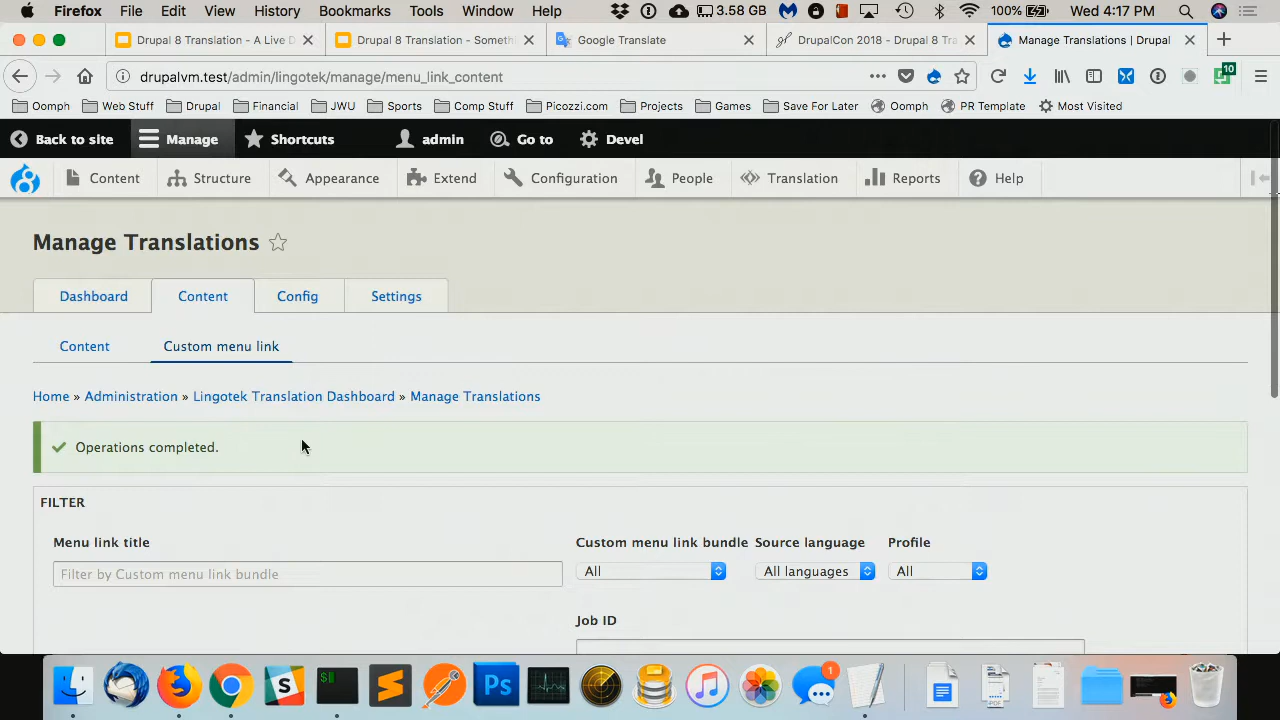 Firefox File Edit View History Bookmarks Tools Window Help 3.58 GB 100% Wed 4:17 PM
Drupal 8 Translation - A Live D
Drupal 8 Translation - Someth
Google Translate
DrupalCon 2018 - Drupal 8 Tra
Manage Translations | Drupal
drupalvm.test/admin/lingotek/manage/menu_link_content
10
Oomph Web Stuff Drupal Financial JWU Sports Comp Stuff Picozzi.com Projects Games Save For Later Oomph PR Template Most Visited
Back to site Manage Shortcuts admin Go to Devel
Content Structure Appearance Extend Configuration People Translation Reports Help
Manage Translations
Dashboard Content Config Settings
Content Custom menu link
Home » Administration » Lingotek Translation Dashboard » Manage Translations
Operations completed.
FILTER
Menu link title Custom menu link bundle Source language Profile
Filter by Custom menu link bundle All All languages All
Job ID
S $ S Ps 1
PDF